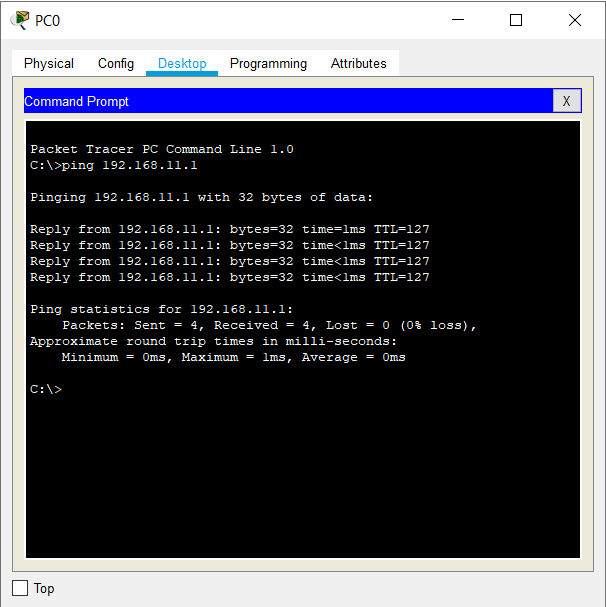 PC0
Physical Config Desktop Programming Attributes
Command Prompt X
Packet Tracer PC Command Line 1.0
C:\>ping 192.168.11.1
Pinging 192.168.11.1 with 32 bytes of data:
Reply from 192.168.11.1: bytes=32 time=1ms TTL=127
Reply from 192.168.11.1: bytes=32 time<1ms TTL=127
Reply from 192.168.11.1: bytes=32 time<1ms TTL=127
Reply from 192.168.11.1: bytes=32 time<1ms TTL=127
Ping statistics for 192.168.11.1:
Packets: Sent = 4, Received = 4, Lost = 0 (0% loss),
Approximate round trip times in milli-seconds:
Minimum = 0ms, Maximum = 1ms, Average = 0ms
C:\>
Top